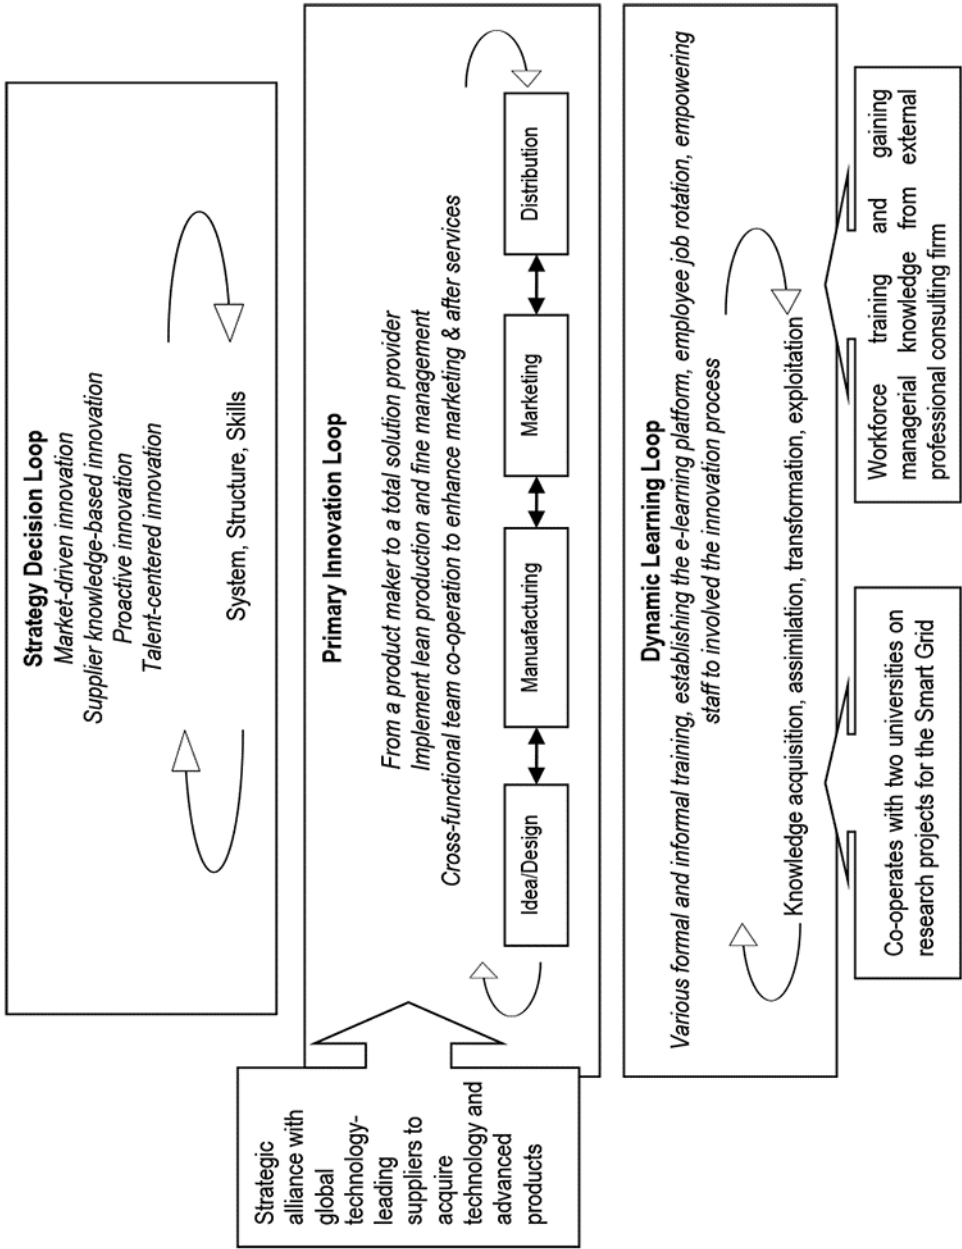 Strategy Decision Loop
Market-driven innovation
Supplier knowledge-based innovation
Proactive innovation
Talent-centered innovation
System, Structure, Skills
Strategic
alliance with
global
technology-
leading
suppliers to
acquire
technology and
advanced
products
Primary Innovation Loop
From a product maker to a total solution provider
Implement lean production and fine management
Cross-functional team co-operation to enhance marketing & after services
Idea/Design
Manuafacturing
Marketing
Distribution
Dynamic Learning Loop
Various formal and informal training, establishing the e-learning platform, employee job rotation, empowering
staff to involved the innovation process
Knowledge acquisition, assimilation, transformation, exploitation
Co-operates with two universities on
research projects for the Smart Grid
Workforce training and gaining
managerial knowledge from external
professional consulting firm